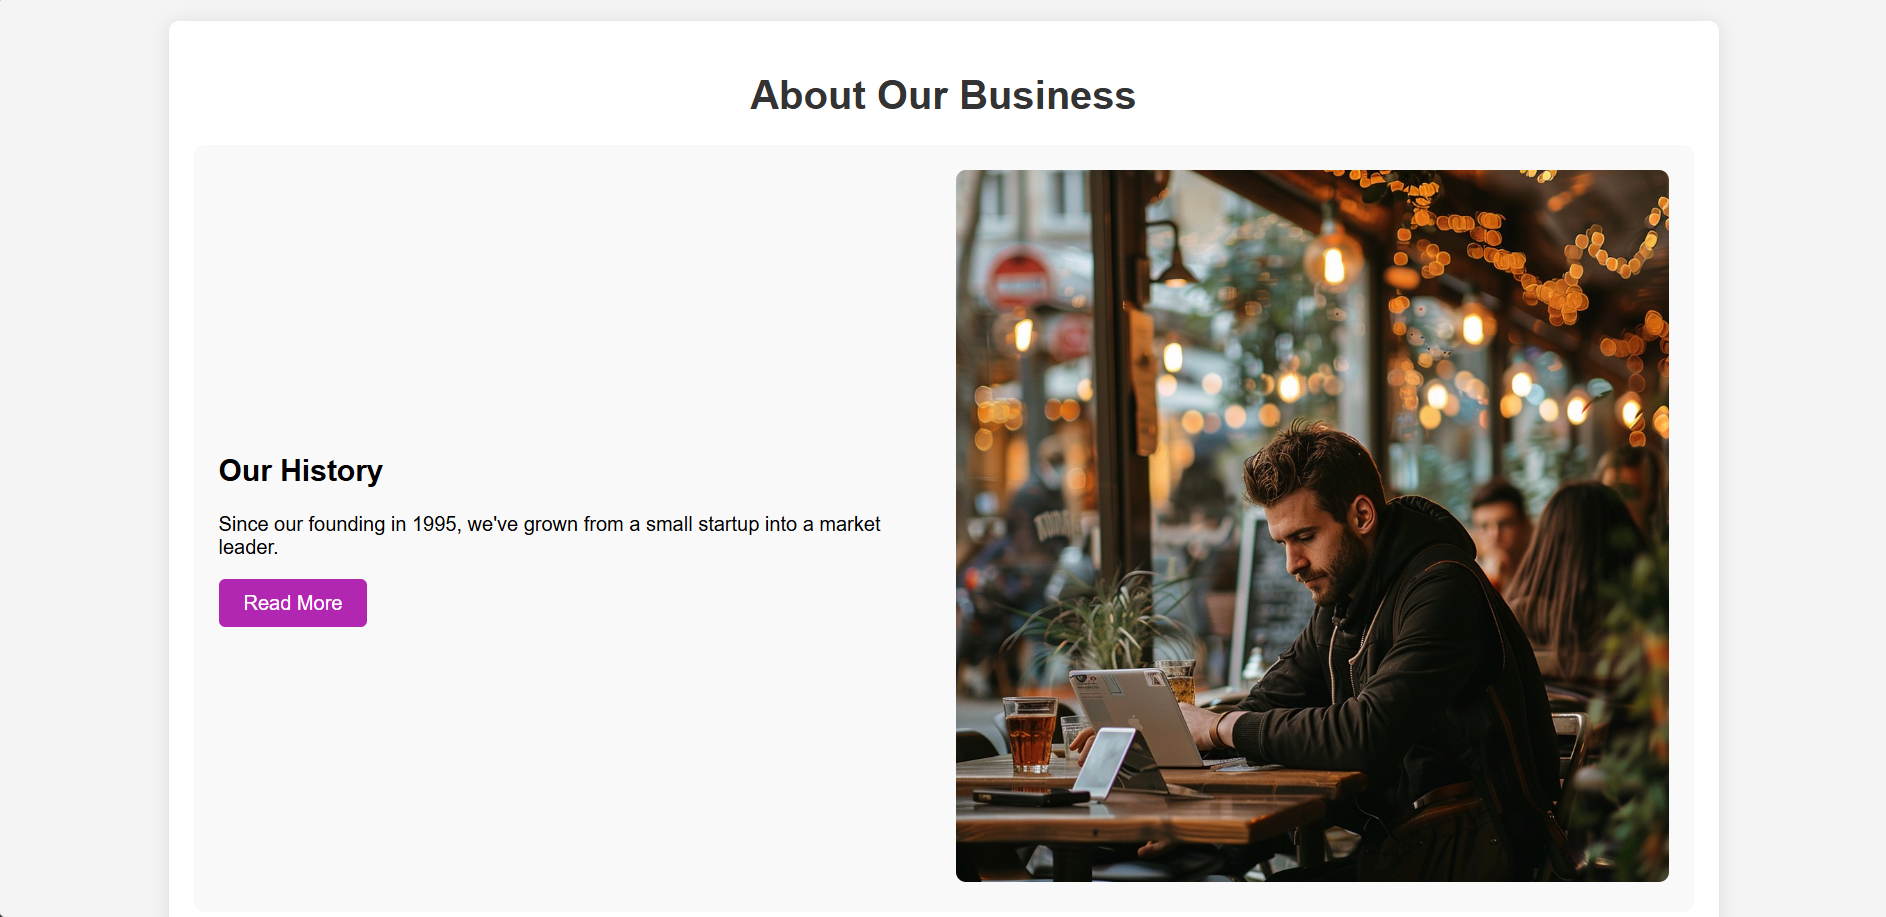 About Our Business
Our History
Since our founding in 1995, we've grown from a small startup into a market
leader.
Read More